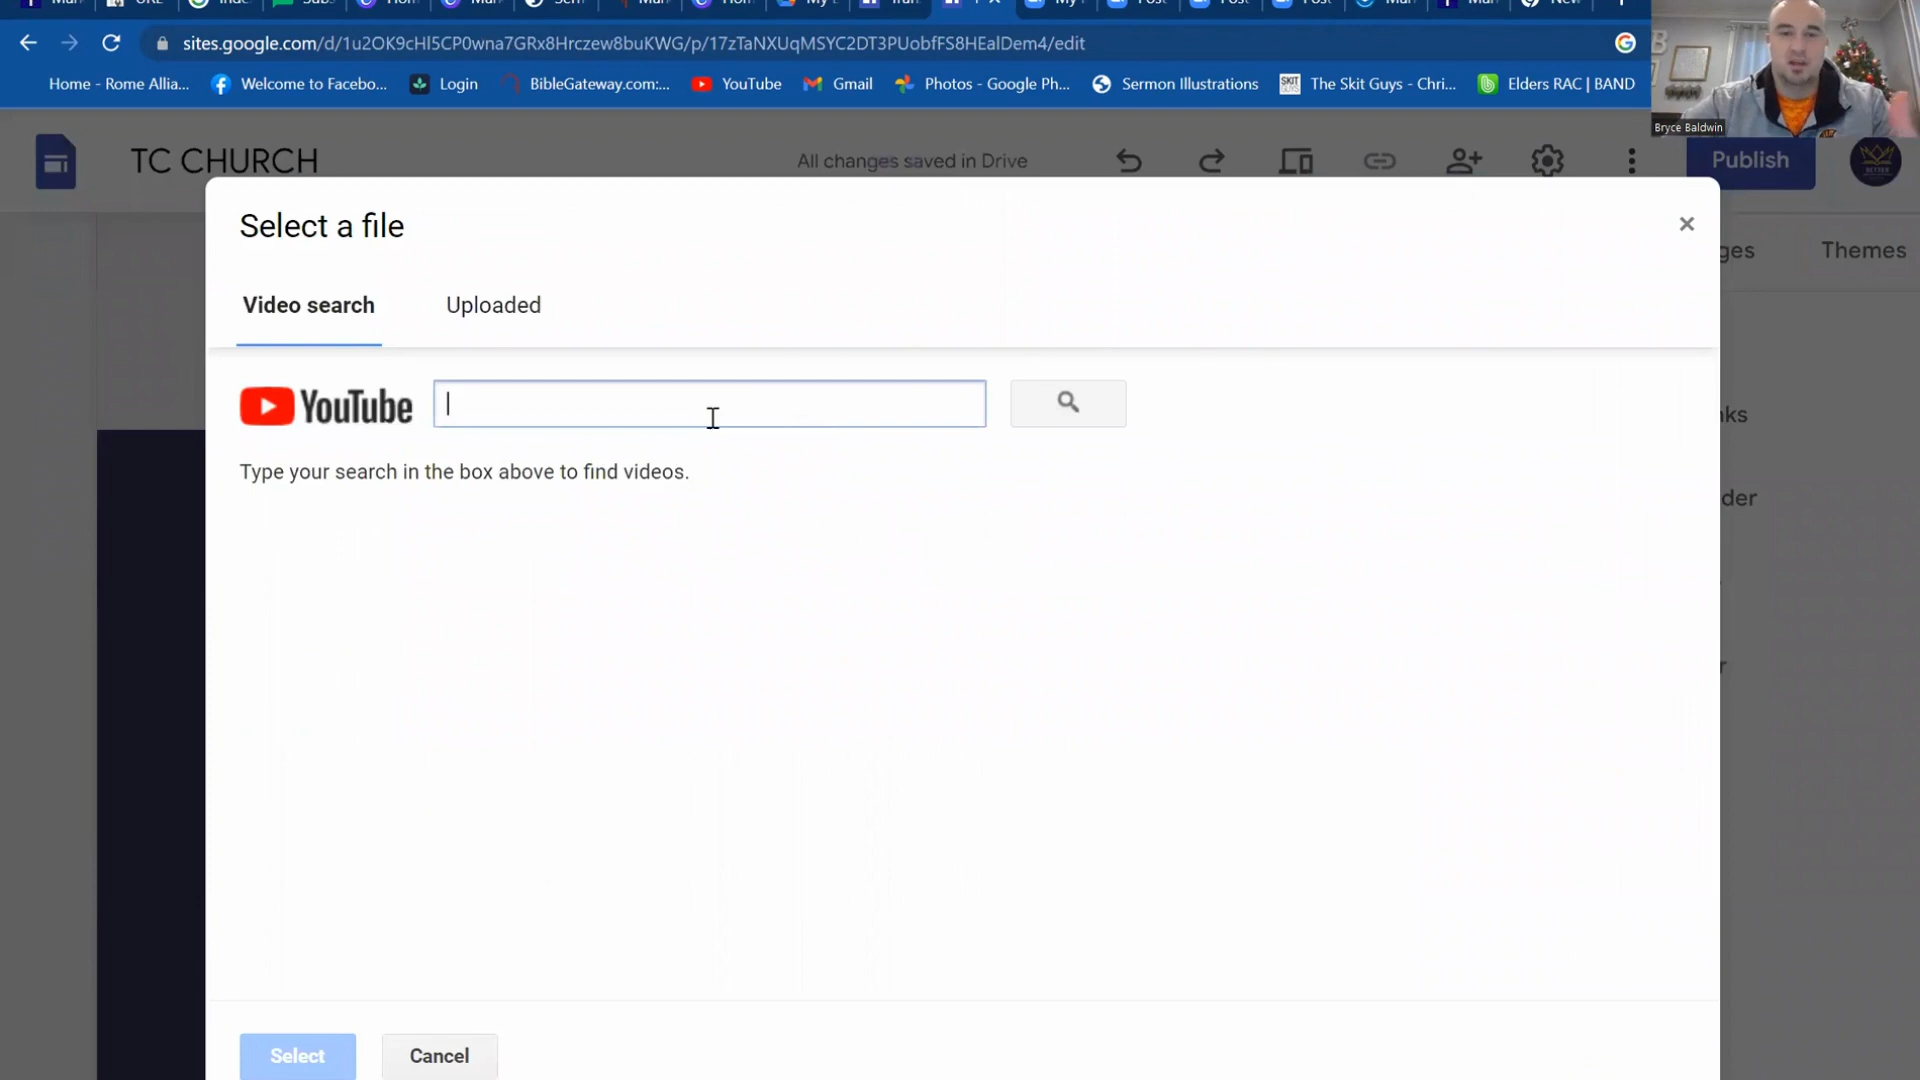 sites.google.com/d/1u2OK9cHl5CP0wna7GRx8Hrczew8buKWG/p/17zTaNXUqMSYC2DT3PUobfFS8HEalDem4/edit
Home - Rome Allia...
Welcome to Facebo...
Login
BibleGateway.com:...
YouTube
Gmail
Photos - Google Ph...
Sermon Illustrations
SKIT GUYS
The Skit Guys - Chri...
Elders RAC | BAND
Bryce Baldwin
TC CHURCH
All changes saved in Drive
Publish
Select a file
ges
Themes
Video search
Uploaded
YouTube
Type your search in the box above to find videos.
nks
der
r
Select
Cancel